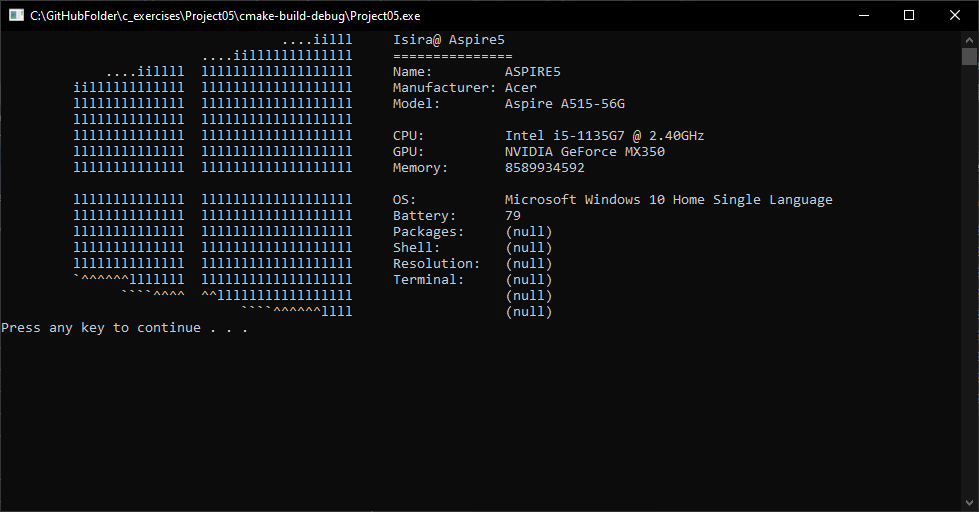 C:\GitHubFolder\c_exercises\Project05\cmake-build-debug\Project05.exe
                                   ....iilll     Isira@ Aspire5
                         ....iilllllllllllll     ===============
             ....iillll  lllllllllllllllllll     Name:         ASPIRE5
         iillllllllllll  lllllllllllllllllll     Manufacturer: Acer
         llllllllllllll  lllllllllllllllllll     Model:        Aspire A515-56G
         llllllllllllll  lllllllllllllllllll
         llllllllllllll  lllllllllllllllllll     CPU:          Intel i5-1135G7 @ 2.40GHz
         llllllllllllll  lllllllllllllllllll     GPU:          NVIDIA GeForce MX350
         llllllllllllll  lllllllllllllllllll     Memory:       8589934592

         llllllllllllll  lllllllllllllllllll     OS:           Microsoft Windows 10 Home Single Language
         llllllllllllll  lllllllllllllllllll     Battery:      79
         llllllllllllll  lllllllllllllllllll     Packages:     (null)
         llllllllllllll  lllllllllllllllllll     Shell:        (null)
         llllllllllllll  lllllllllllllllllll     Resolution:   (null)
         `^^^^^^lllllll  lllllllllllllllllll     Terminal:     (null)
               ````^^^^  ^^lllllllllllllllll                   (null)
                              ````^^^^^^llll                   (null)
Press any key to continue . . .